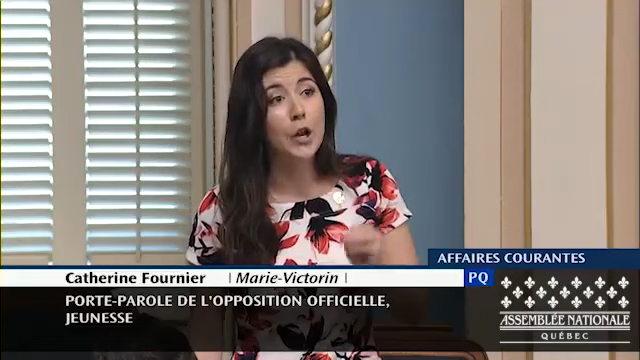 AFFAIRES COURANTES
Catherine Fournier | Marie-Victorin | PQ
PORTE-PAROLE DE L'OPPOSITION OFFICIELLE,
JEUNESSE
ASSEMBLÉE NATIONALE
QUÉBEC